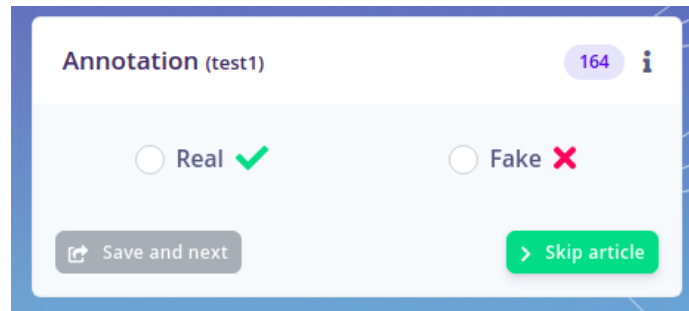 Annotation (test1) 164
Real Fake
Save and next Skip article